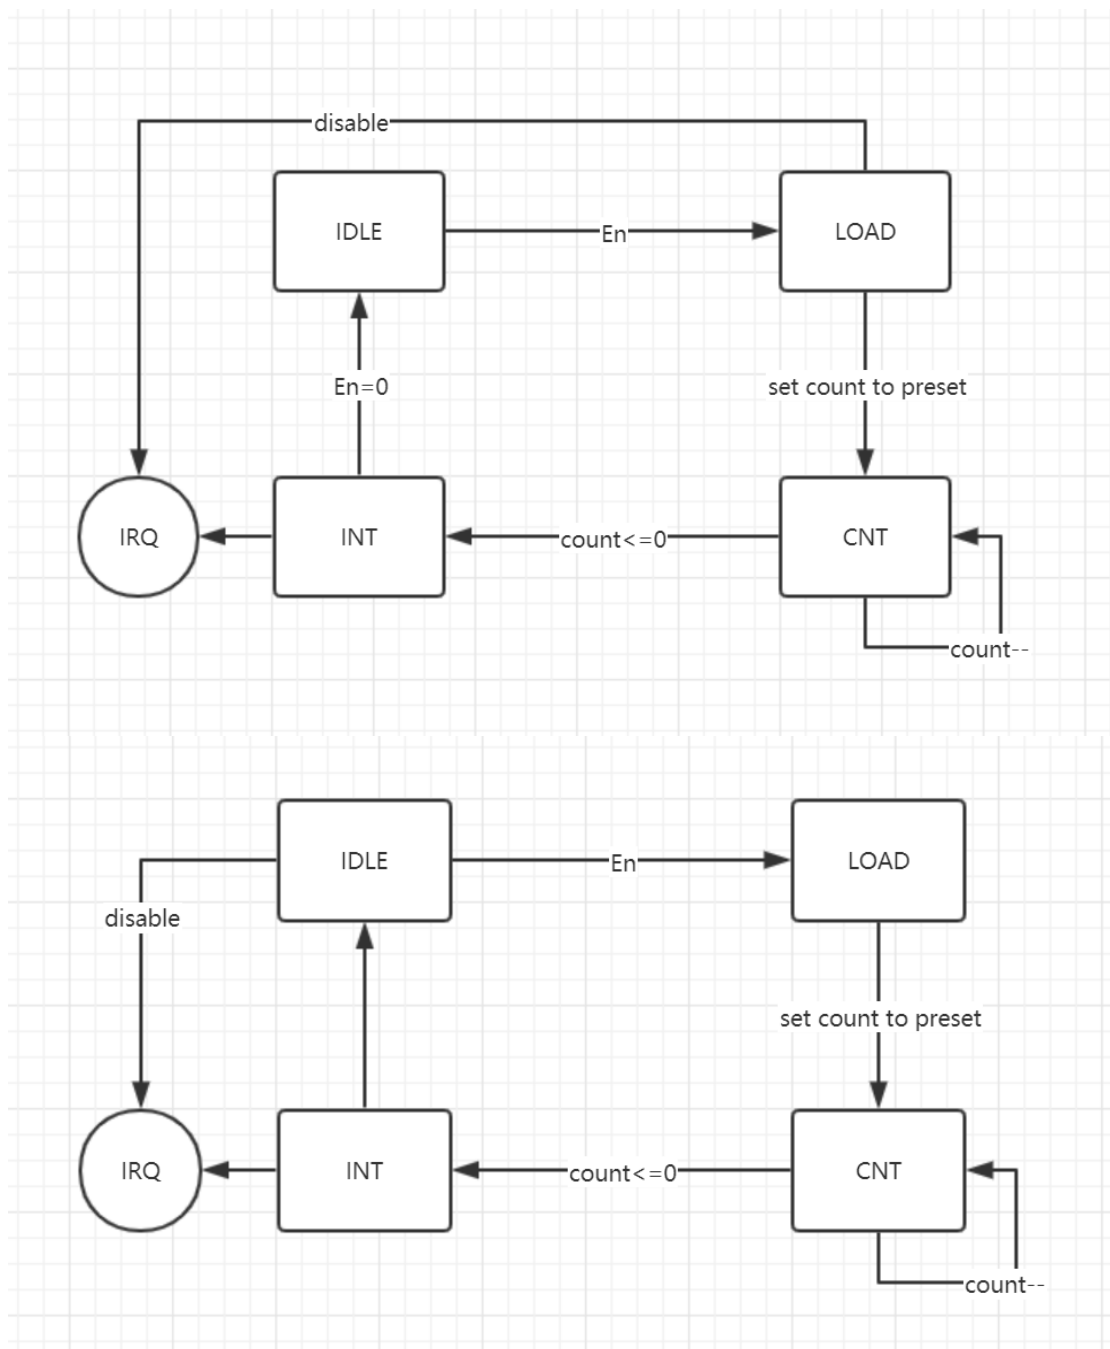 disable
IDLE
En
LOAD
En=0
set count to preset
IRQ
INT
count<=0
CNT
count--
IDLE
En
LOAD
disable
set count to preset
IRQ
INT
count<=0
CNT
count--